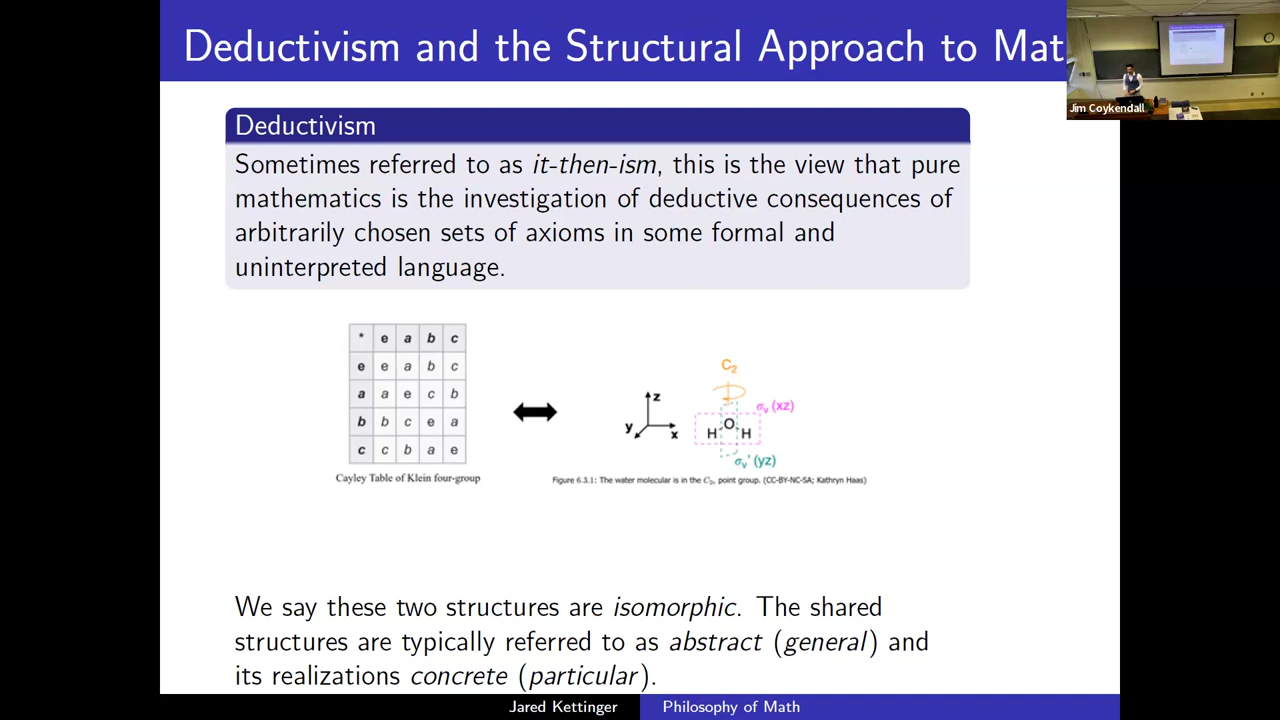 Deductivism and the Structural Approach to Mat
Jim Coykendall
Deductivism
Sometimes referred to as it-then-ism, this is the view that pure
mathematics is the investigation of deductive consequences of
arbitrarily chosen sets of axioms in some formal and
uninterpreted language.
* e a b c
e e a b c
a a e c b
b b c e a
c c b a e
Cayley Table of Klein four-group
z
y
x
C2
σv (xz)
O
H H
σv' (yz)
Figure 6.3.1: The water molecular is in the C2v point group. (CC-BY-NC-SA; Kathryn Haas)
We say these two structures are isomorphic. The shared
structures are typically referred to as abstract (general) and
its realizations concrete (particular).
Jared Kettinger
Philosophy of Math